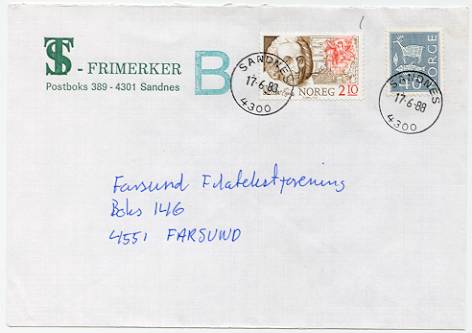 TS - FRIMERKER
Postboks 389 - 4301 Sandnes
B
NOREG 2.10
NORGE
40
SANDNES
17-6-88
4300
SANDNES
17-6-88
4300
Farsund Filatelistforening
Boks 146
4551 FARSUND